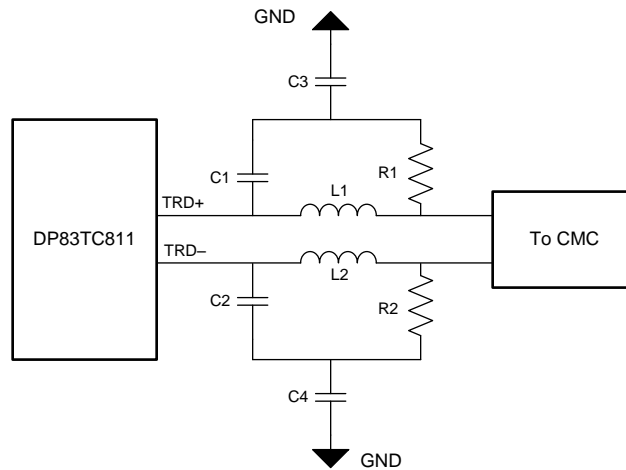 GND
C3
C1
R1
TRD+
L1
DP83TC811
To CMC
TRD–
L2
C2
R2
C4
GND